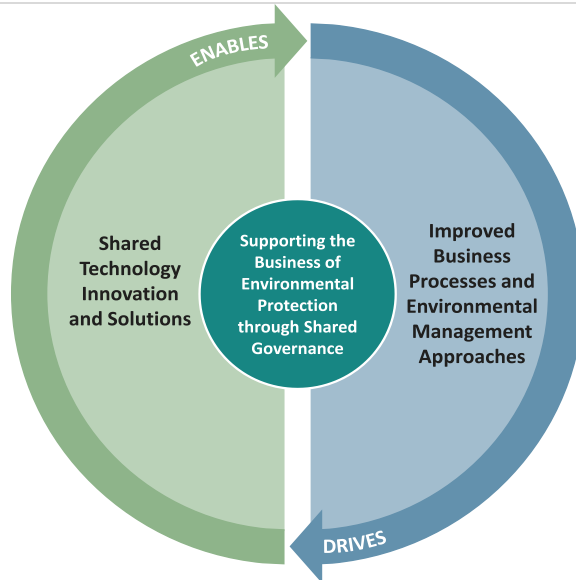 ENABLES
Shared
Technology
Innovation
and Solutions
Supporting the
Business of
Environmental
Protection
through Shared
Governance
Improved
Business
Processes and
Environmental
Management
Approaches
DRIVES